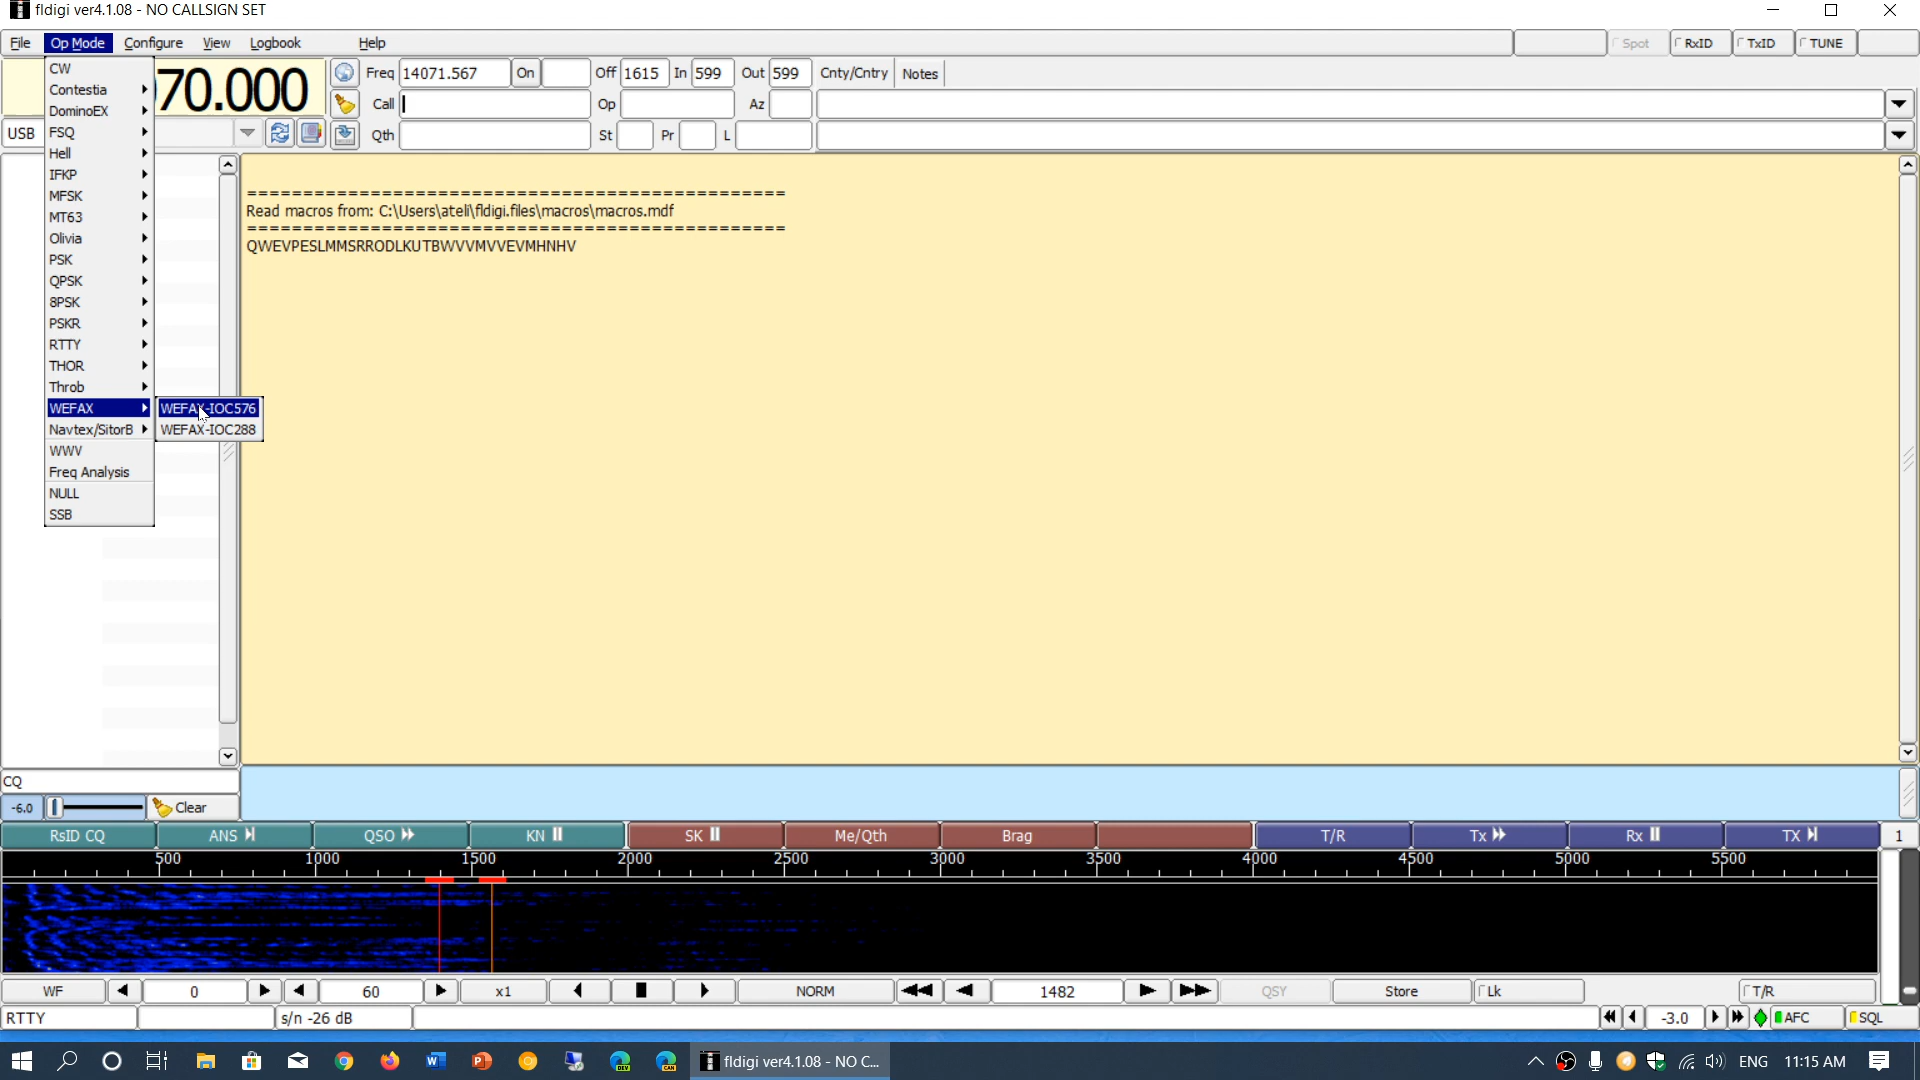 fldigi ver4.1.08 - NO CALLSIGN SET
File Op Mode Configure View Logbook Help Spot RxID TxID TUNE
CW
Contestia
DominoEX
FSQ
Hell
IFKP
MFSK
MT63
Olivia
PSK
QPSK
8PSK
PSKR
RTTY
THOR
Throb
WEFAX
Navtex/SitorB
WWV
Freq Analysis
NULL
SSB
WEFAX-IOC576
WEFAX-IOC288
70.000
USB
Freq 14071.567 On Off 1615 In 599 Out 599 Cnty/Cntry Notes
Call Op Az
Qth St Pr L
=================================================
Read macros from: C:\Users\ateli\fldigi.files\macros\macros.mdf
=================================================
QWEVPESLMMSRRODLKUTBWVVMVVEVMHNHV
CQ
-6.0 Clear
RsID CQ ANS QSO KN SK Me/Qth Brag T/R Tx Rx TX 1
500 1000 1500 2000 2500 3000 3500 4000 4500 5000 5500
WF 0 60 x1 NORM 1482 QSY Store Lk T/R
RTTY s/n -26 dB -3.0 AFC SQL
DEV CAN fldigi ver4.1.08 - NO C... ENG 11:15 AM